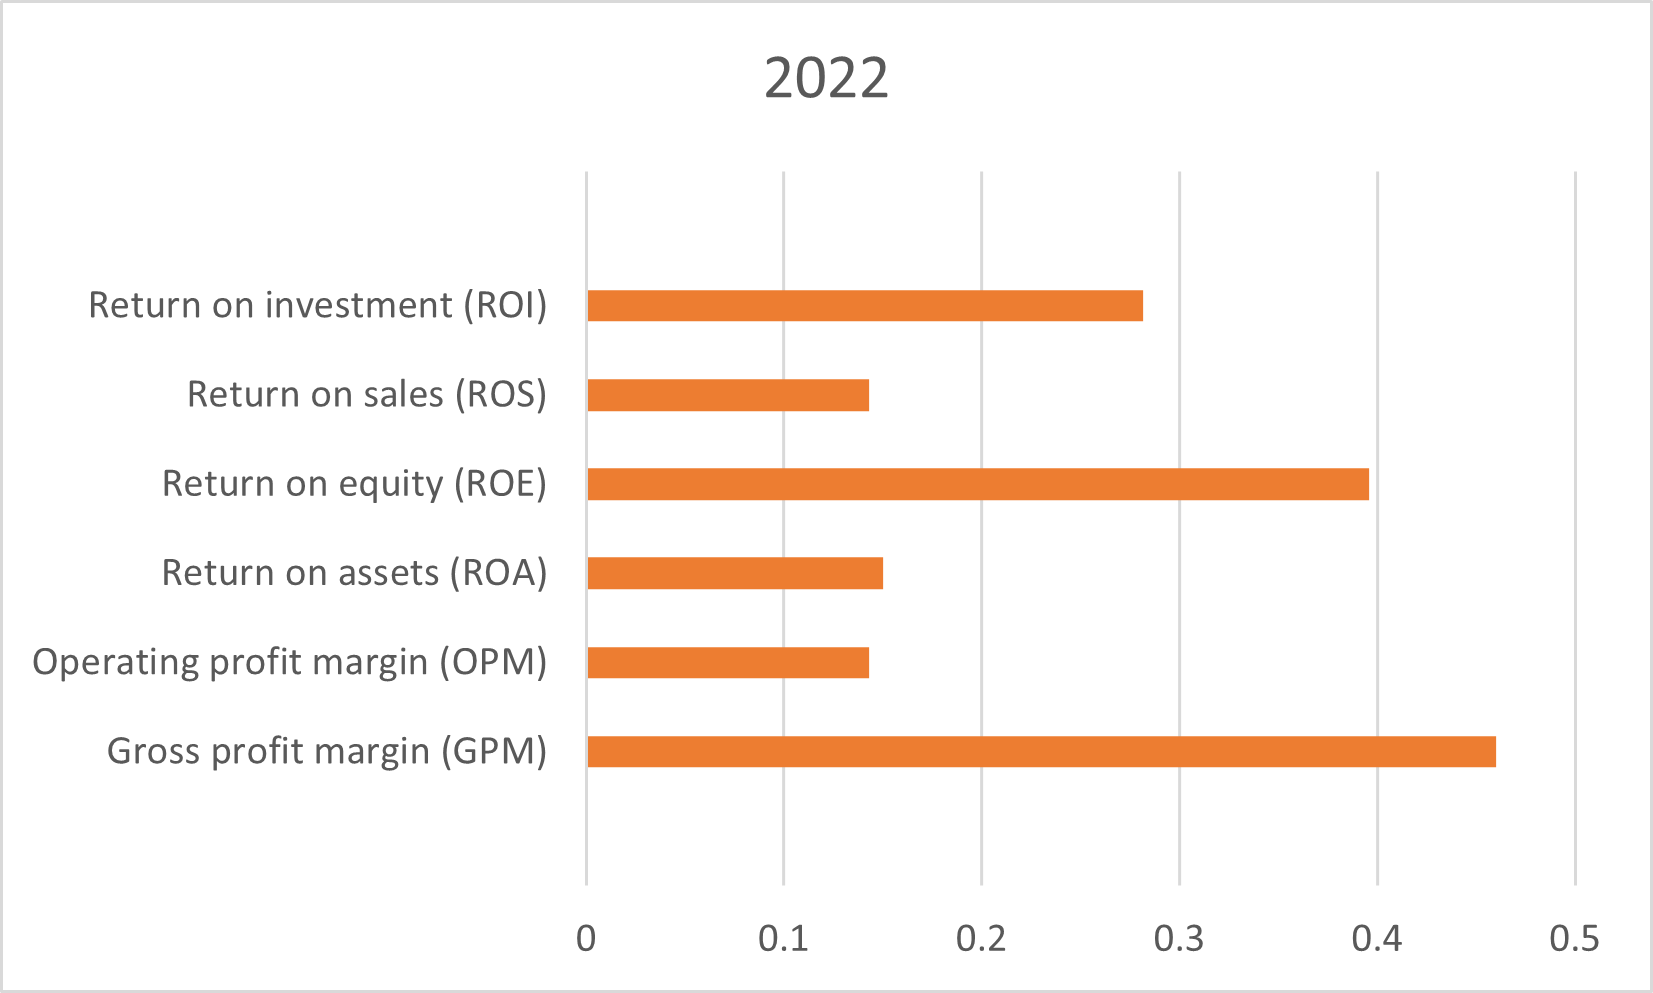 2022
Return on investment (ROI)
Return on sales (ROS)
Return on equity (ROE)
Return on assets (ROA)
Operating profit margin (OPM)
Gross profit margin (GPM)
0 0.1 0.2 0.3 0.4 0.5